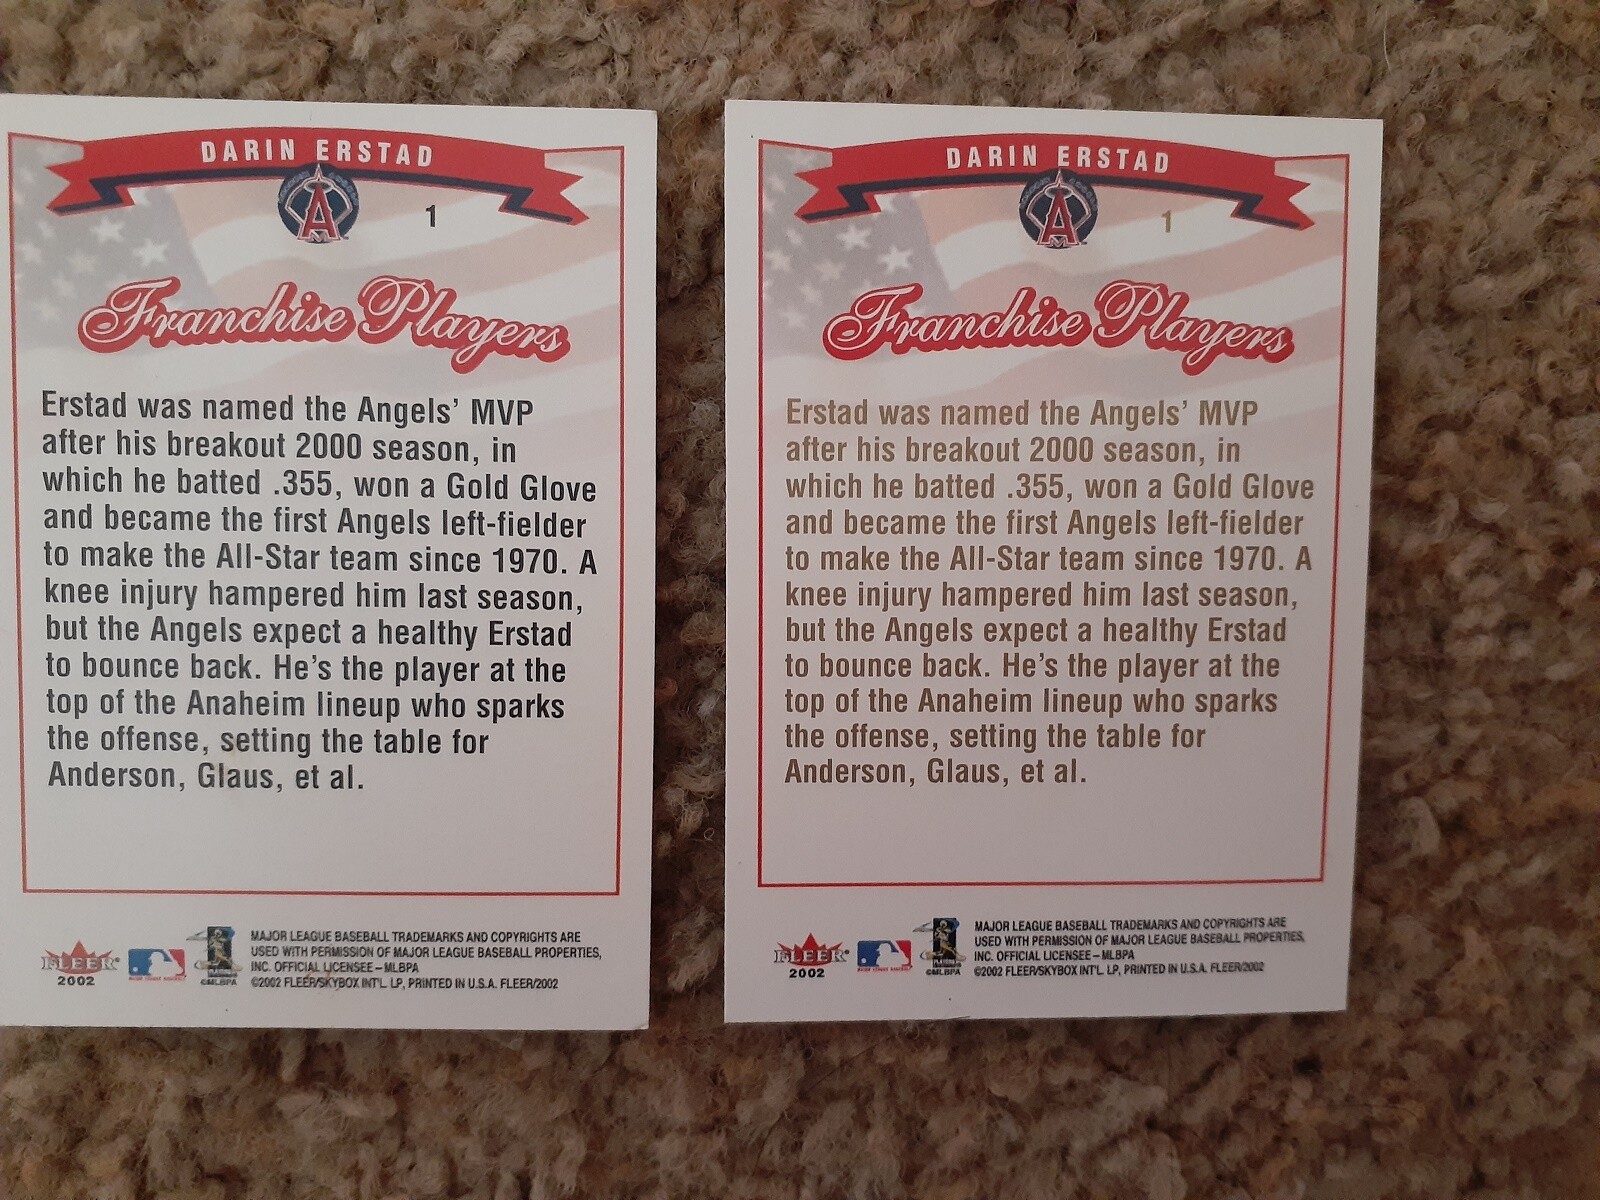 DARIN ERSTAD
A
1
Franchise Players
Erstad was named the Angels' MVP
after his breakout 2000 season, in
which he batted .355, won a Gold Glove
and became the first Angels left-fielder
to make the All-Star team since 1970. A
knee injury hampered him last season,
but the Angels expect a healthy Erstad
to bounce back. He's the player at the
top of the Anaheim lineup who sparks
the offense, setting the table for
Anderson, Glaus, et al.
FLEER
2002
©MLBPA
MAJOR LEAGUE BASEBALL TRADEMARKS AND COPYRIGHTS ARE
USED WITH PERMISSION OF MAJOR LEAGUE BASEBALL PROPERTIES,
INC. OFFICIAL LICENSEE – MLBPA
©2002 FLEER/SKYBOX INT'L. LP, PRINTED IN U.S.A. FLEER/2002
DARIN ERSTAD
A
1
Franchise Players
Erstad was named the Angels' MVP
after his breakout 2000 season, in
which he batted .355, won a Gold Glove
and became the first Angels left-fielder
to make the All-Star team since 1970. A
knee injury hampered him last season,
but the Angels expect a healthy Erstad
to bounce back. He's the player at the
top of the Anaheim lineup who sparks
the offense, setting the table for
Anderson, Glaus, et al.
FLEER
2002
©MLBPA
MAJOR LEAGUE BASEBALL TRADEMARKS AND COPYRIGHTS ARE
USED WITH PERMISSION OF MAJOR LEAGUE BASEBALL PROPERTIES,
INC. OFFICIAL LICENSEE – MLBPA
©2002 FLEER/SKYBOX INT'L. LP, PRINTED IN U.S.A. FLEER/2002